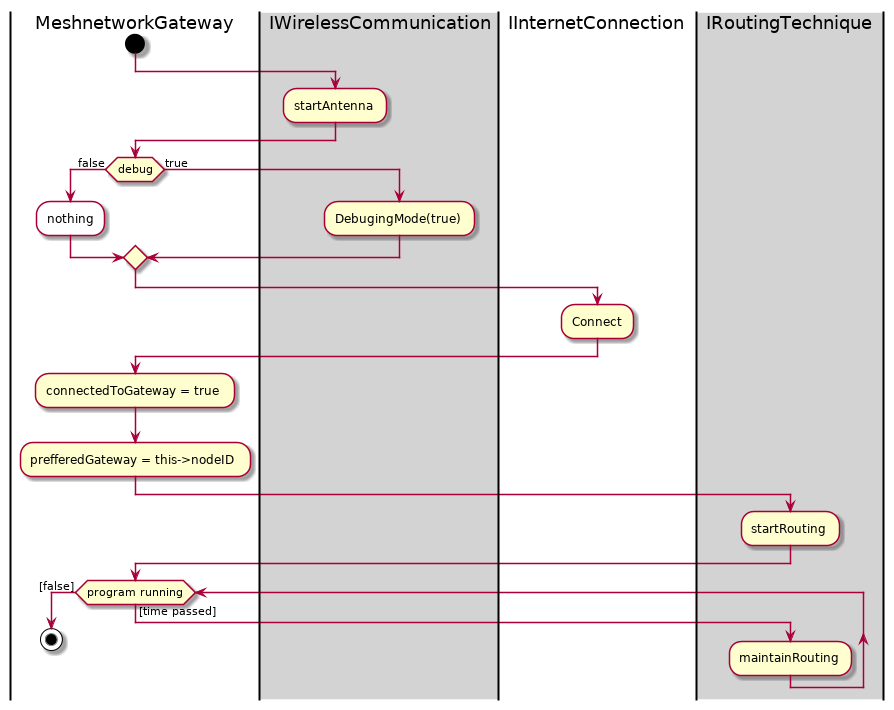 MeshnetworkGateway
IWirelessCommunication
IInternetConnection
IRoutingTechnique
startAntenna
false
debug
true
nothing
DebugingMode(true)
Connect
connectedToGateway = true
prefferedGateway = this->nodeID
startRouting
[false]
program running
[time passed]
maintainRouting